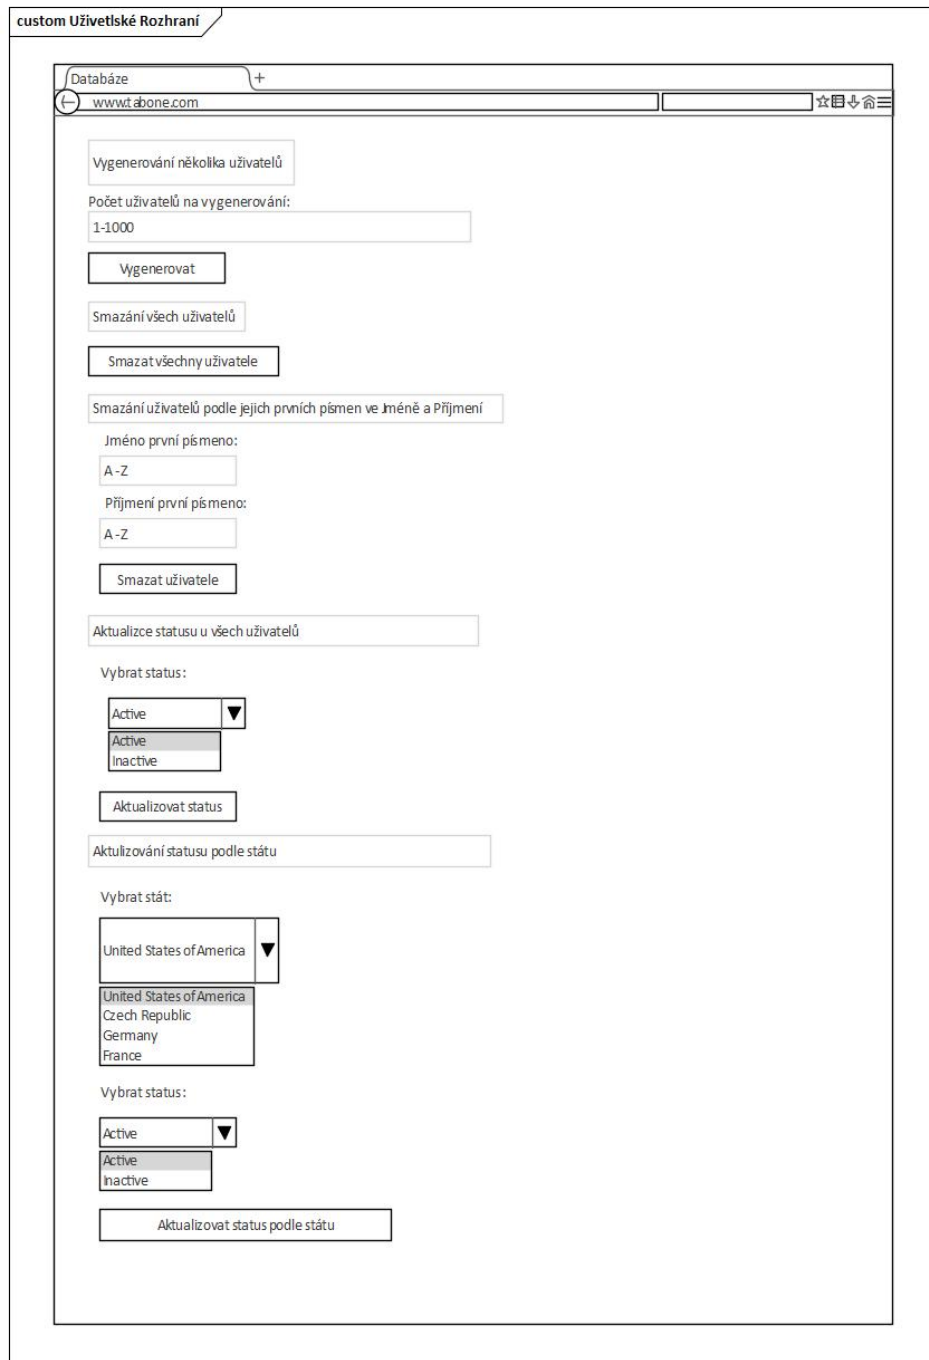 custom Uživetlské Rozhraní
Databáze
www.tabone.com
Vygenerování několika uživatelů
Počet uživatelů na vygenerování:
1-1000
Vygenerovat
Smazání všech uživatelů
Smazat všechny uživatele
Smazání uživatelů podle jejich prvních písmen ve Jméně a Příjmení
Jméno první písmeno:
A -Z
Příjmení první písmeno:
A -Z
Smazat uživatele
Aktualizce statusu u všech uživatelů
Vybrat status:
Active
Active
Inactive
Aktualizovat status
Aktulizování statusu podle státu
Vybrat stát:
United States of America
United States of America
Czech Republic
Germany
France
Vybrat status:
Active
Active
Inactive
Aktualizovat status podle státu